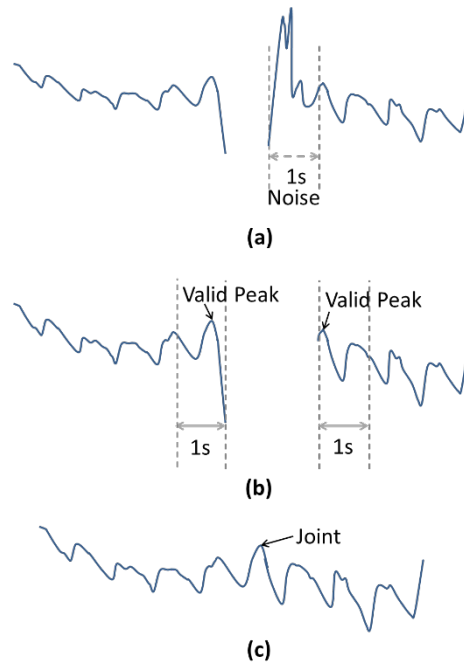 1s
Noise
(a)
Valid Peak
Valid Peak
1s
1s
(b)
Joint
(c)